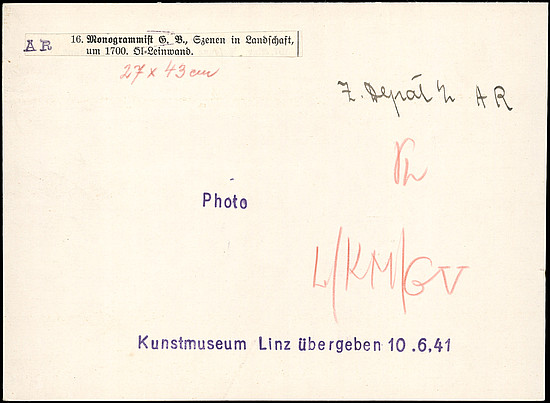 AR 16. Monogrammist G. B., Szenen in Landschaft,
um 1700. Öl-Leinwand.
27 x 43 cm
Z. Depát h AR
Photo
L/KM/GV
Kunstmuseum Linz übergeben 10.6.41